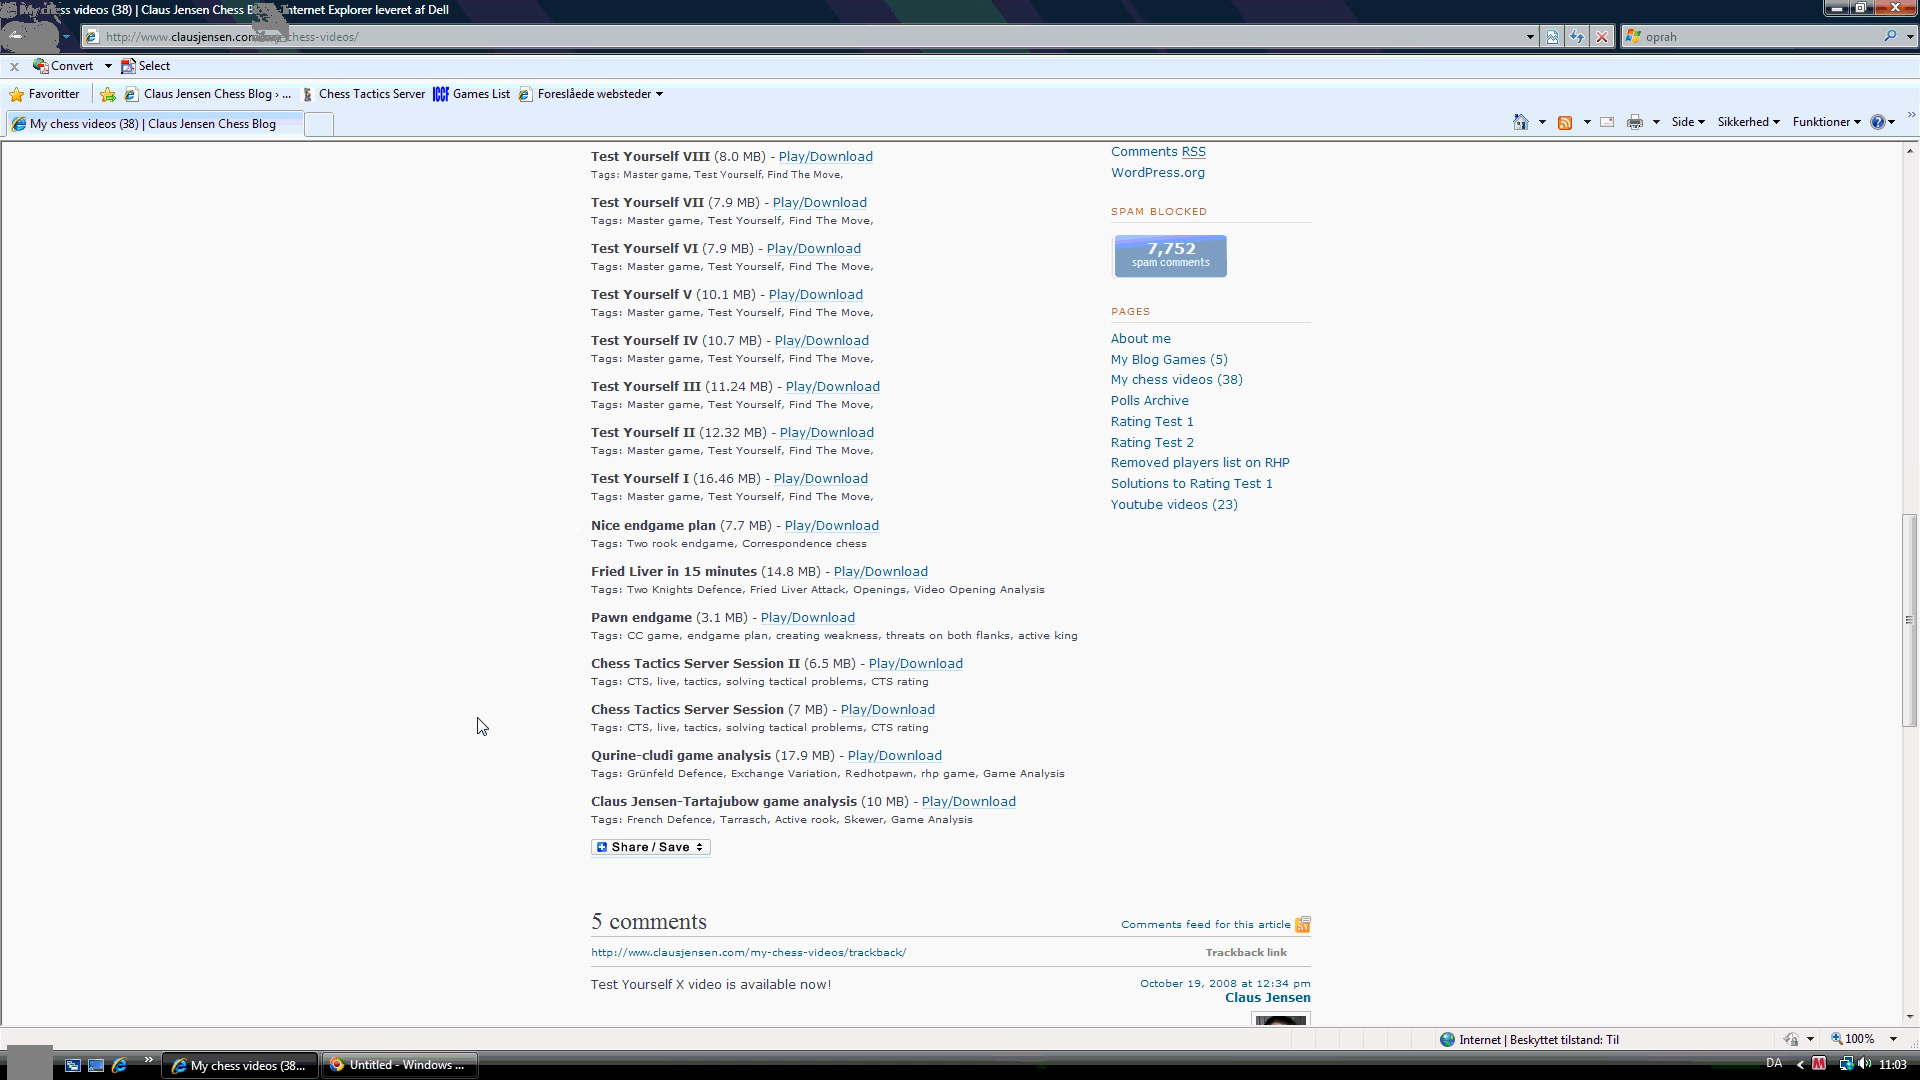 My chess videos (38) | Claus Jensen Chess B Internet Explorer leveret af Dell
http://www.clausjensen.com chess-videos/
oprah
x Convert Select
Favoritter Claus Jensen Chess Blog › ... Chess Tactics Server ICCF Games List Foreslåede websteder
My chess videos (38) | Claus Jensen Chess Blog
Side Sikkerhed Funktioner
Test Yourself VIII (8.0 MB) - Play/Download
Tags: Master game, Test Yourself, Find The Move,
Test Yourself VII (7.9 MB) - Play/Download
Tags: Master game, Test Yourself, Find The Move,
Test Yourself VI (7.9 MB) - Play/Download
Tags: Master game, Test Yourself, Find The Move,
Test Yourself V (10.1 MB) - Play/Download
Tags: Master game, Test Yourself, Find The Move,
Test Yourself IV (10.7 MB) - Play/Download
Tags: Master game, Test Yourself, Find The Move,
Test Yourself III (11.24 MB) - Play/Download
Tags: Master game, Test Yourself, Find The Move,
Test Yourself II (12.32 MB) - Play/Download
Tags: Master game, Test Yourself, Find The Move,
Test Yourself I (16.46 MB) - Play/Download
Tags: Master game, Test Yourself, Find The Move,
Nice endgame plan (7.7 MB) - Play/Download
Tags: Two rook endgame, Correspondence chess
Fried Liver in 15 minutes (14.8 MB) - Play/Download
Tags: Two Knights Defence, Fried Liver Attack, Openings, Video Opening Analysis
Pawn endgame (3.1 MB) - Play/Download
Tags: CC game, endgame plan, creating weakness, threats on both flanks, active king
Chess Tactics Server Session II (6.5 MB) - Play/Download
Tags: CTS, live, tactics, solving tactical problems, CTS rating
Chess Tactics Server Session (7 MB) - Play/Download
Tags: CTS, live, tactics, solving tactical problems, CTS rating
Qurine-cludi game analysis (17.9 MB) - Play/Download
Tags: Grünfeld Defence, Exchange Variation, Redhotpawn, rhp game, Game Analysis
Claus Jensen-Tartajubow game analysis (10 MB) - Play/Download
Tags: French Defence, Tarrasch, Active rook, Skewer, Game Analysis
Share / Save
Comments RSS
WordPress.org
SPAM BLOCKED
7,752
spam comments
PAGES
About me
My Blog Games (5)
My chess videos (38)
Polls Archive
Rating Test 1
Rating Test 2
Removed players list on RHP
Solutions to Rating Test 1
Youtube videos (23)
5 comments
Comments feed for this article
http://www.clausjensen.com/my-chess-videos/trackback/
Trackback link
Test Yourself X video is available now!
October 19, 2008 at 12:34 pm
Claus Jensen
Internet | Beskyttet tilstand: Til
100%
My chess videos (38... Untitled - Windows ...
DA
11:03